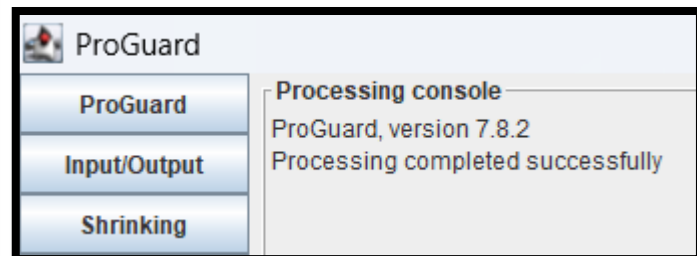 ProGuard
ProGuard
Input/Output
Shrinking
Processing console
ProGuard, version 7.8.2
Processing completed successfully